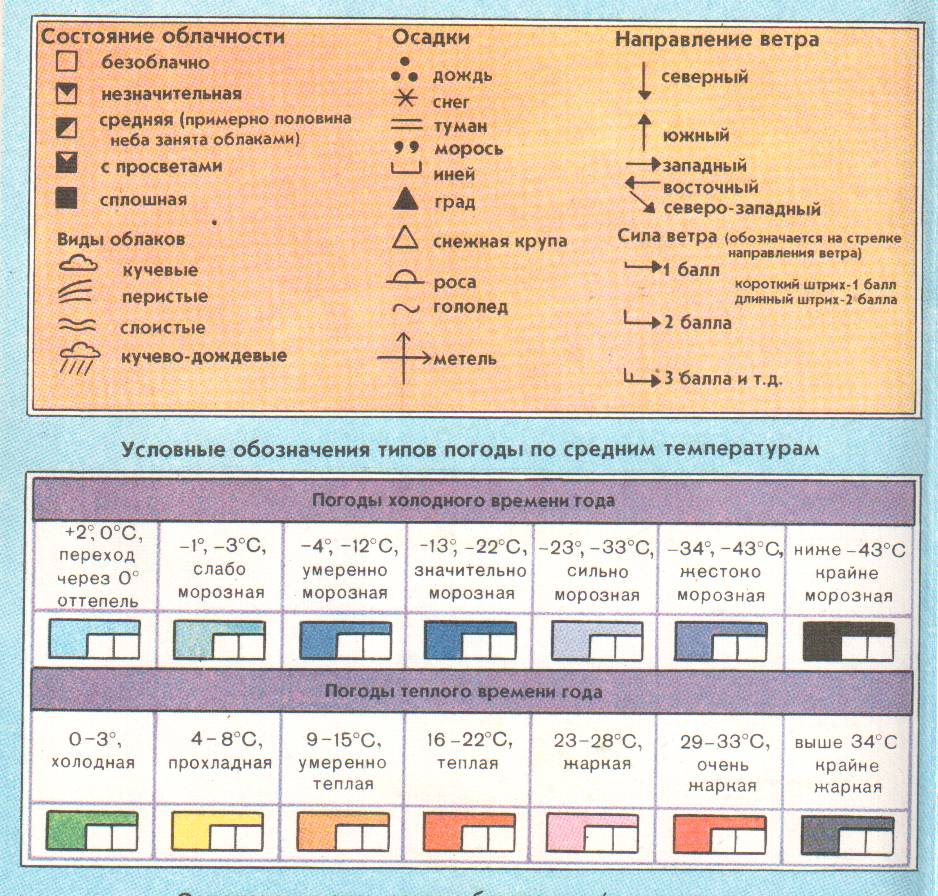 Состояние облачности
безоблачно
незначительная
средняя (примерно половина
неба занята облаками)
с просветами
сплошная
Виды облаков
кучевые
перистые
слоистые
кучево-дождевые
Осадки
дождь
снег
туман
морось
иней
град
снежная крупа
роса
гололед
метель
Направление ветра
северный
южный
западный
восточный
северо-западный
Сила ветра (обозначается на стрелке
направления ветра)
1 балл
короткий штрих-1 балл
длинный штрих-2 балла
2 балла
3 балла и т.д.
Условные обозначения типов погоды по средним температурам
Погоды холодного времени года
+2°, 0°С,
переход
через 0°
оттепель
-1°, -3°С,
слабо
морозная
-4°, -12°С,
умеренно
морозная
-13°, -22°С,
значительно
морозная
-23°, -33°С,
сильно
морозная
-34°, -43°С,
жестоко
морозная
ниже -43°С
крайне
морозная
Погоды теплого времени года
0-3°,
холодная
4-8°С,
прохладная
9-15°С,
умеренно
теплая
16-22°С,
теплая
23-28°С,
жаркая
29-33°С,
очень
жаркая
выше 34°С
крайне
жаркая